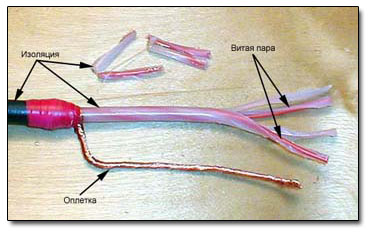 Изоляция
Витая пара
Оплетка